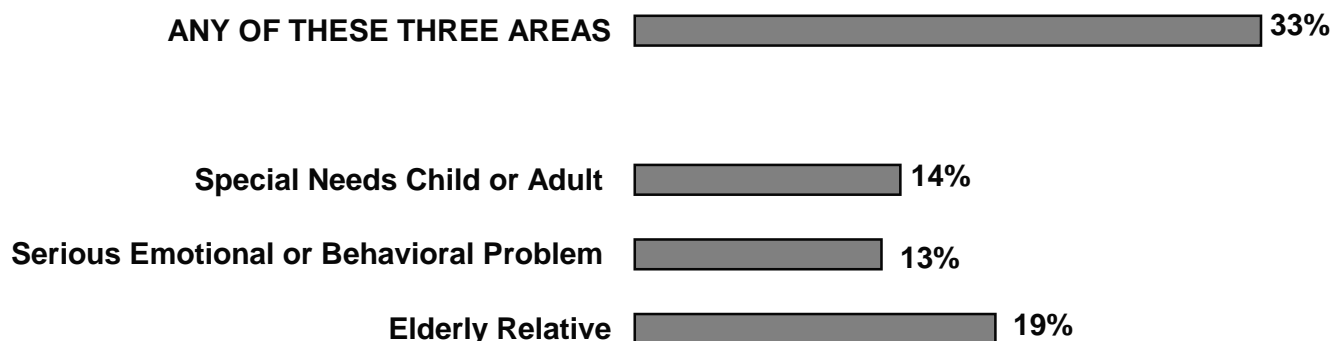 ANY OF THESE THREE AREAS 33%
Special Needs Child or Adult 14%
Serious Emotional or Behavioral Problem 13%
Elderly Relative 19%